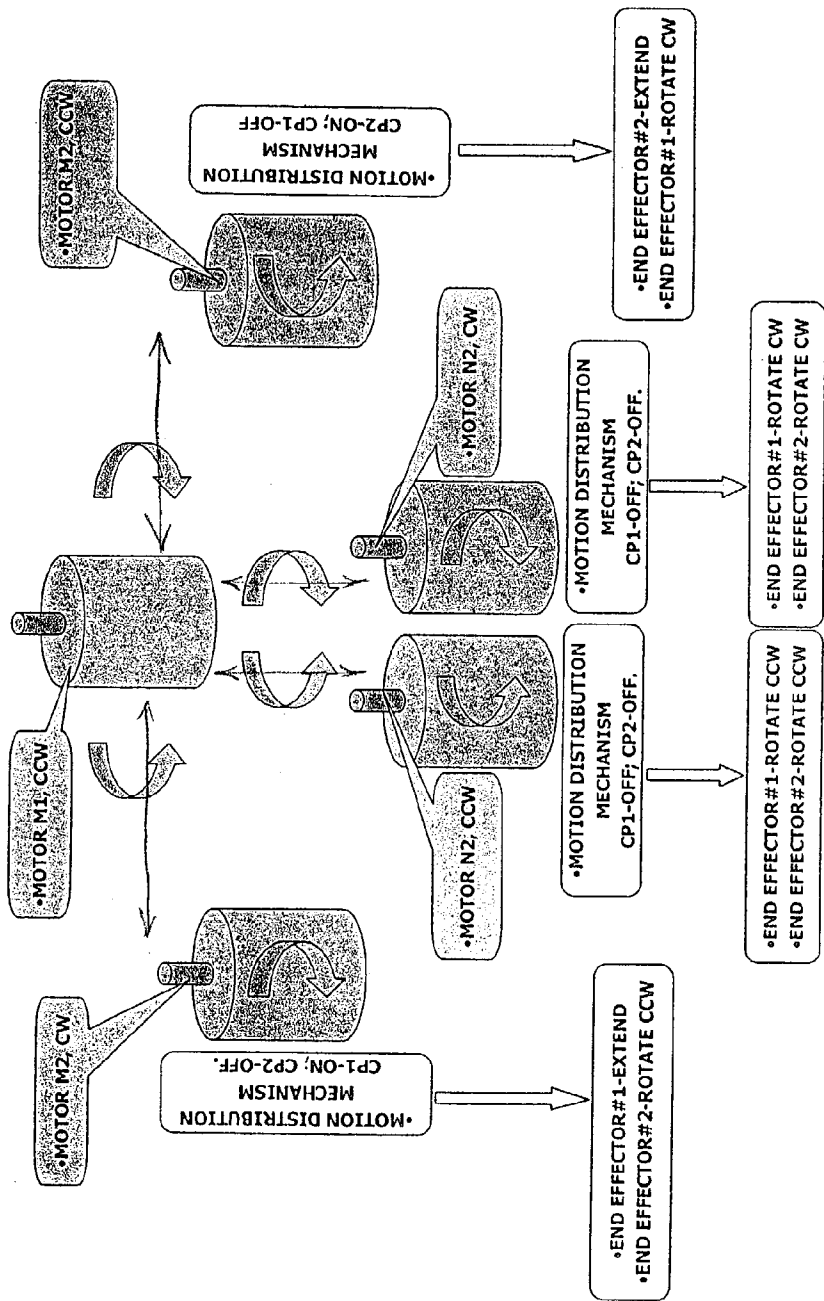 •MOTOR M2, CW
•MOTOR M1, CCW
•MOTOR M2, CCW
•MOTION DISTRIBUTION
MECHANISM
CP1-ON; CP2-OFF.
•MOTOR N2, CCW
•MOTOR N2, CW
•MOTION DISTRIBUTION
MECHANISM
CP2-ON; CP1-OFF
•MOTION DISTRIBUTION
MECHANISM
CP1-OFF; CP2-OFF.
•MOTION DISTRIBUTION
MECHANISM
CP1-OFF; CP2-OFF.
•END EFFECTOR#1-EXTEND
•END EFFECTOR#2-ROTATE CCW
•END EFFECTOR#1-ROTATE CCW
•END EFFECTOR#2-ROTATE CCW
•END EFFECTOR#1-ROTATE CW
•END EFFECTOR#2-ROTATE CW
•END EFFECTOR#2-EXTEND
•END EFFECTOR#1-ROTATE CW